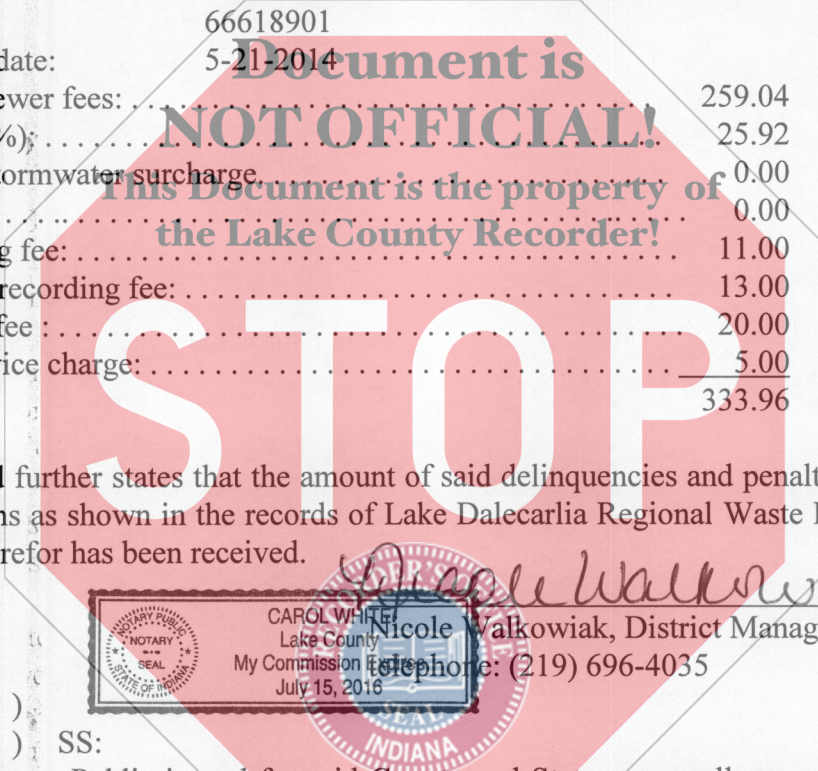 66618901
date: 5-21-2014
Document is
ewer fees: . . . . . . . . . . . . . . . . . . . . . . . . . . . . . . . . . . . 259.04
NOT OFFICIAL!
%): . . . . . . . . . . . . . . . . . . . . . . . . . . . . . . . . . . . . . . . . 25.92
tormwater surcharge. . . . . . . . . . . . . . . . . . . . . . . . . . 0.00
This Document is the property of
. . . . . . . . . . . . . . . . . . . . . . . . . . . . . . . . . . . . . . . . . . . 0.00
the Lake County Recorder!
g fee: . . . . . . . . . . . . . . . . . . . . . . . . . . . . . . . . . . . . . . 11.00
recording fee: . . . . . . . . . . . . . . . . . . . . . . . . . . . . . . . 13.00
fee : . . . . . . . . . . . . . . . . . . . . . . . . . . . . . . . . . . . . . . . 20.00
STOP
ice charge: . . . . . . . . . . . . . . . . . . . . . . . . . . . . . . . . . 5.00
333.96
further states that the amount of said delinquencies and penalt
ns as shown in the records of Lake Dalecarlia Regional Waste
refor has been received.
Nicole Walkow
Nicole Walkowiak, District Manag
telephone: (219) 696-4035
NOTARY PUBLIC
NOTARY
SEAL
STATE OF INDIANA
CAROL WHITE
Lake County
My Commission Expires
July 15, 2016
RECORDER'S
SEAL
INDIANA
)
) SS: